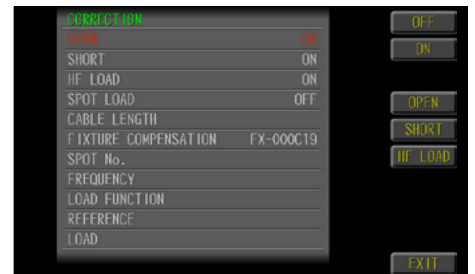 CORRECTION
OPEN ON
SHORT ON
HF LOAD ON
SPOT LOAD OFF
CABLE LENGTH
FIXTURE COMPENSATION FX-000C19
SPOT No.
FREQUENCY
LOAD FUNCTION
REFERENCE
LOAD
OFF
ON
OPEN
SHORT
HF LOAD
EXIT